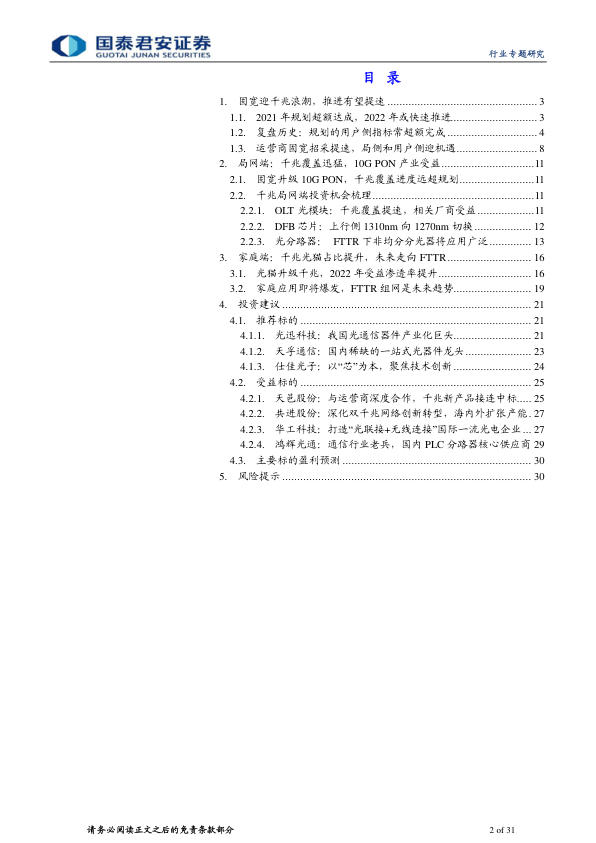 国泰君安证券
GUOTAI JUNAN SECURITIES
行业专题研究
目 录
1. 固宽迎千兆浪潮，推进有望提速 .................................................. 3
1.1. 2021 年规划超额达成，2022 年或快速推进............................. 3
1.2. 复盘历史：规划的用户侧指标常超额完成 .............................. 4
1.3. 运营商固宽招采提速，局侧和用户侧迎机遇........................... 8
2. 局网端：千兆覆盖迅猛，10G PON 产业受益...............................11
2.1. 固宽升级 10G PON，千兆覆盖进度远超规划.........................11
2.2. 千兆局网端投资机会梳理......................................................11
2.2.1. OLT 光模块：千兆覆盖提速，相关厂商受益...................11
2.2.2. DFB 芯片：上行侧 1310nm 向 1270nm 切换 ................... 12
2.2.3. 光分路器： FTTR 下非均分分光器将应用广泛.............. 13
3. 家庭端：千兆光猫占比提升，未来走向 FTTR............................ 16
3.1. 光猫升级千兆，2022 年受益渗透率提升............................... 16
3.2. 家庭应用即将爆发，FTTR 组网是未来趋势.......................... 19
4. 投资建议 ................................................................................... 21
4.1. 推荐标的 ............................................................................. 21
4.1.1. 光迅科技：我国光通信器件产业化巨头.......................... 21
4.1.2. 天孚通信：国内稀缺的一站式光器件龙头...................... 23
4.1.3. 仕佳光子：以“芯”为本，聚焦技术创新.......................... 24
4.2. 受益标的 ............................................................................. 25
4.2.1. 天邑股份：与运营商深度合作，千兆新产品接连中标..... 25
4.2.2. 共进股份：深化双千兆网络创新转型，海内外扩张产能. 27
4.2.3. 华工科技：打造“光联接+无线连接”国际一流光电企业 ... 27
4.2.4. 鸿辉光通：通信行业老兵，国内 PLC 分路器核心供应商 29
4.3. 主要标的盈利预测 ............................................................... 30
5. 风险提示 ................................................................................... 30
请务必阅读正文之后的免责条款部分
2 of 31